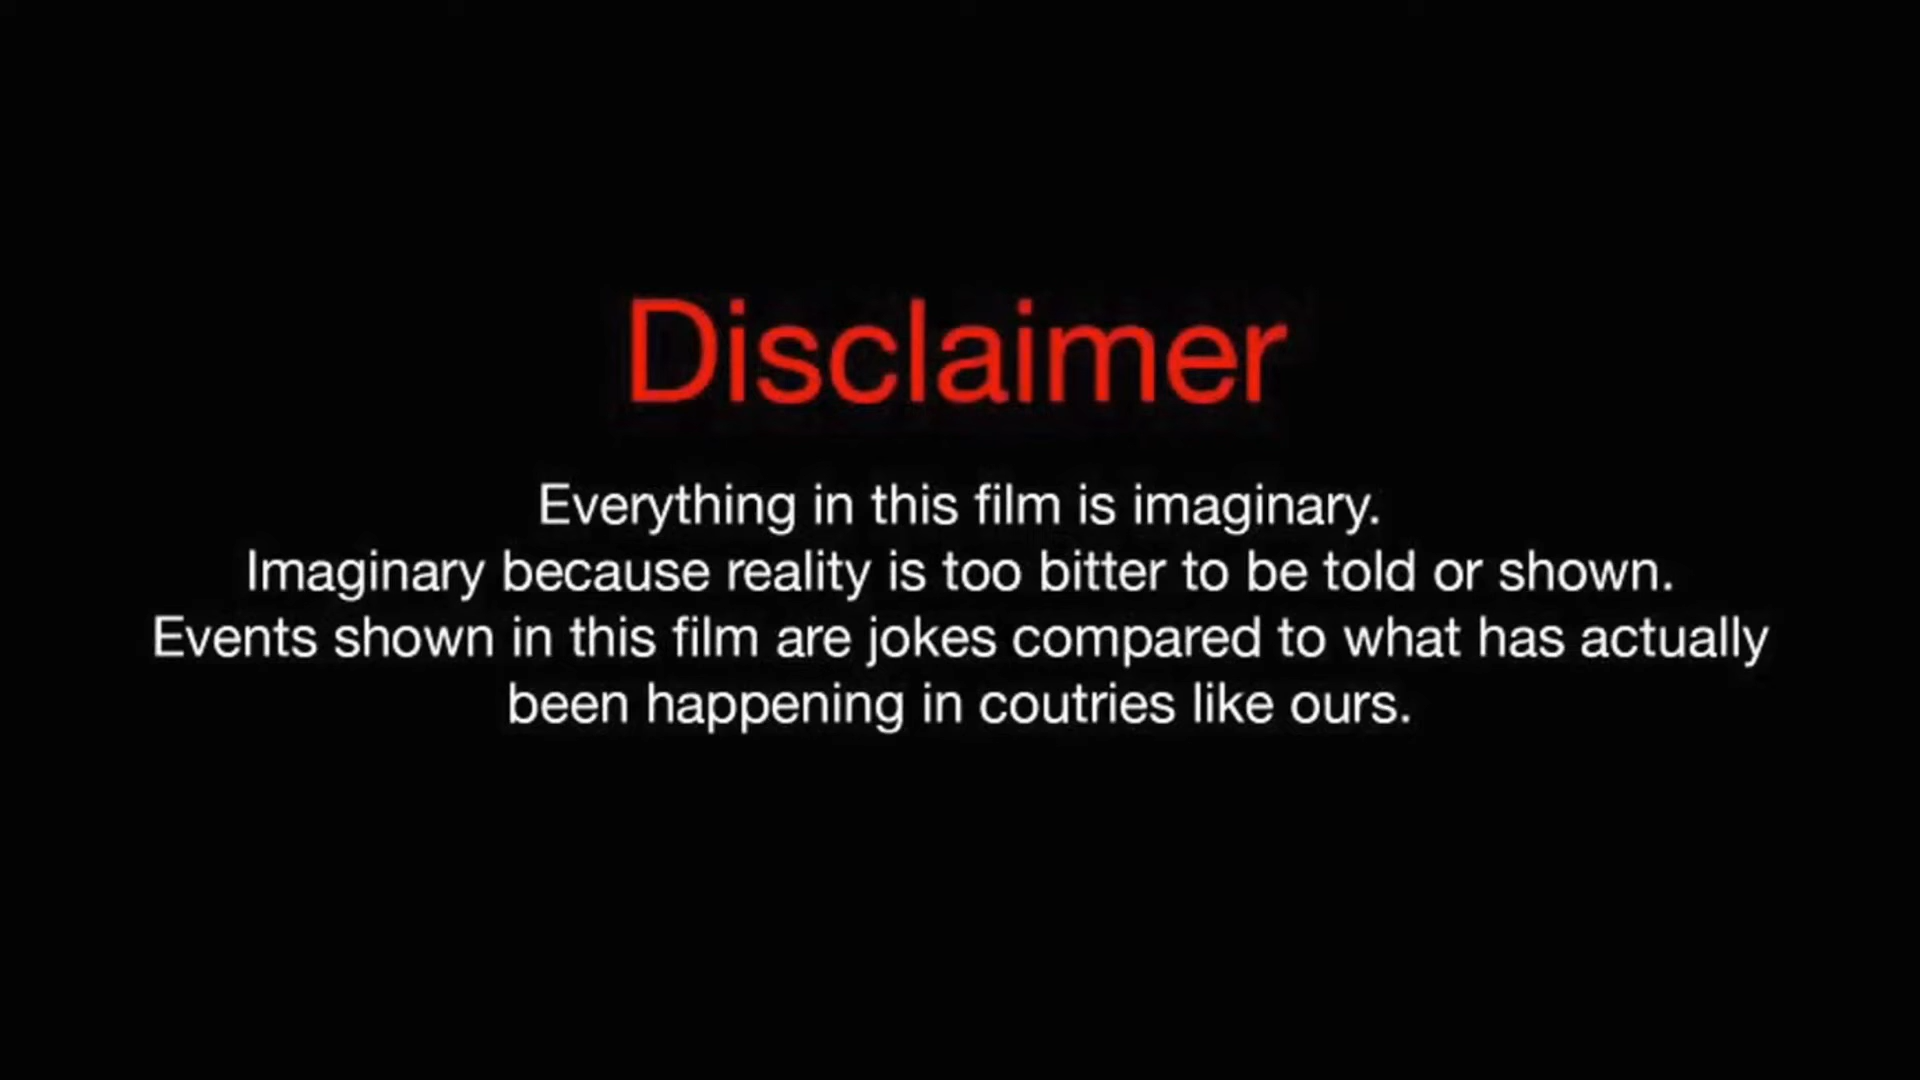 Disclaimer
Everything in this film is imaginary.
Imaginary because reality is too bitter to be told or shown.
Events shown in this film are jokes compared to what has actually
been happening in coutries like ours.